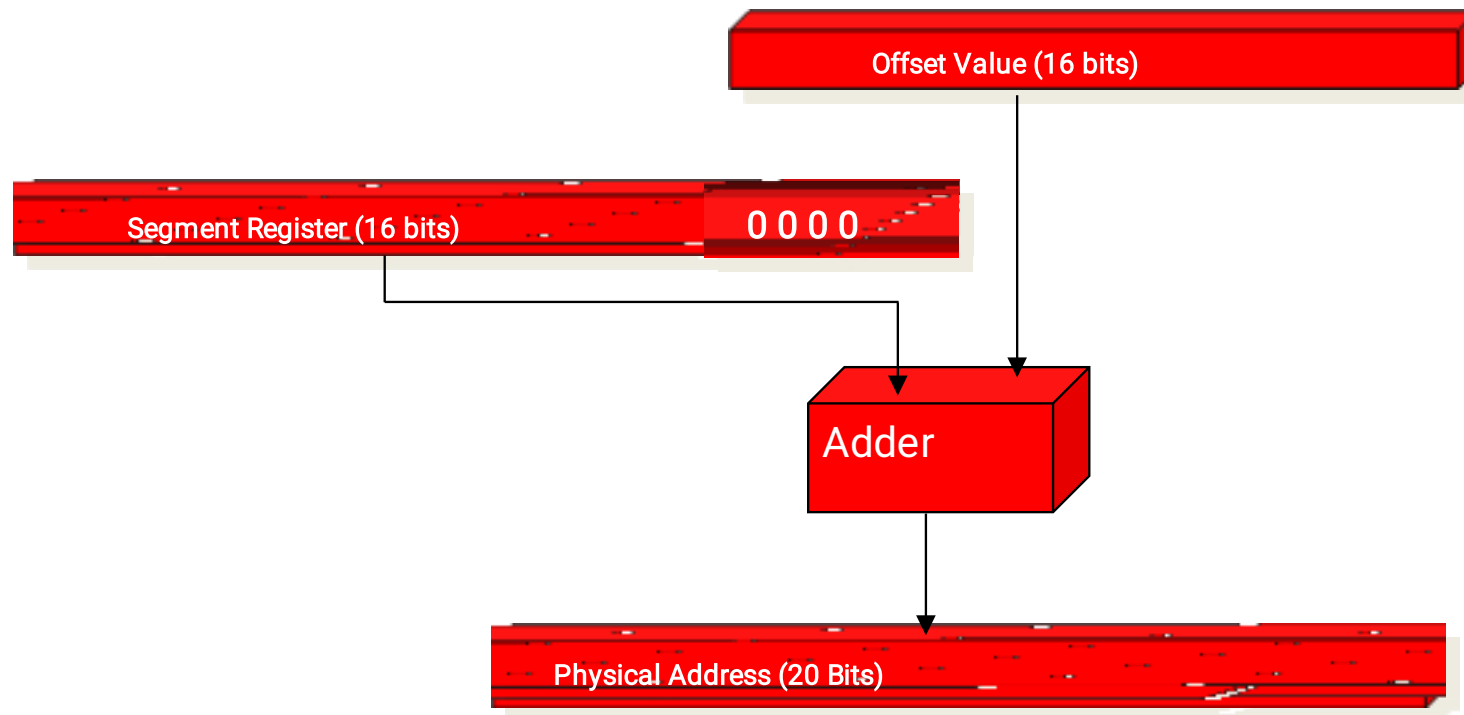 Offset Value (16 bits)
Segment Register (16 bits)
0 0 0 0
Adder
Physical Address (20 Bits)